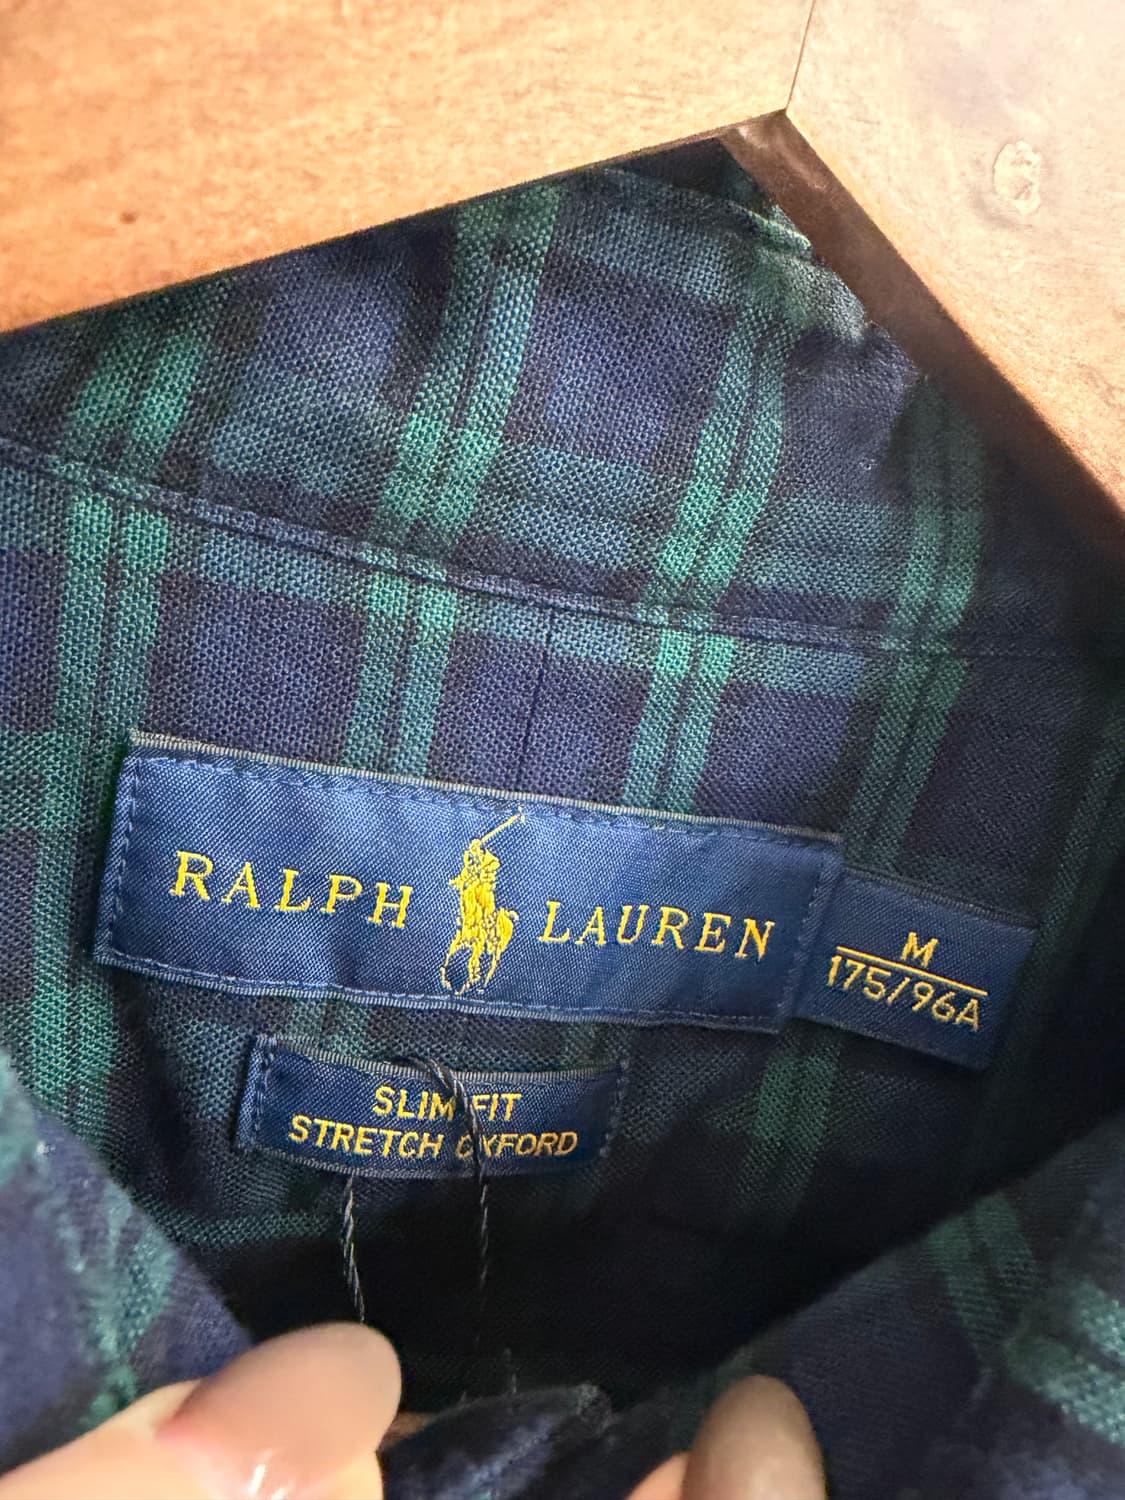 RALPH LAUREN
M
175/96A
SLIM FIT
STRETCH OXFORD